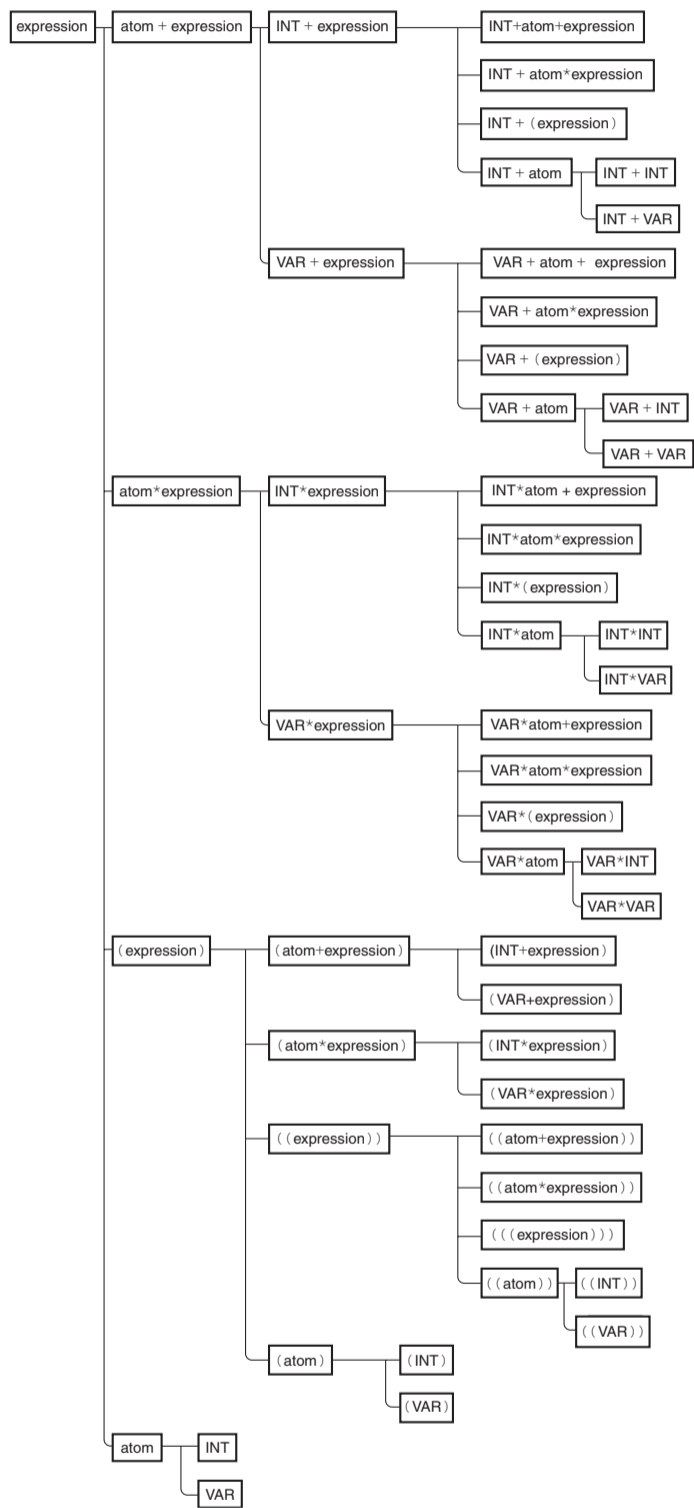 expression atom + expression INT + expression INT+atom+expression
INT + atom*expression
INT + (expression)
INT + atom INT + INT
INT + VAR
VAR + expression VAR + atom + expression
VAR + atom*expression
VAR + (expression)
VAR + atom VAR + INT
VAR + VAR
atom*expression INT*expression INT*atom + expression
INT*atom*expression
INT*(expression)
INT*atom INT*INT
INT*VAR
VAR*expression VAR*atom+expression
VAR*atom*expression
VAR*(expression)
VAR*atom VAR*INT
VAR*VAR
(expression) (atom+expression) (INT+expression)
(VAR+expression)
(atom*expression) (INT*expression)
(VAR*expression)
((expression)) ((atom+expression))
((atom*expression))
(((expression)))
((atom)) ((INT))
((VAR))
(atom) (INT)
(VAR)
atom INT
VAR